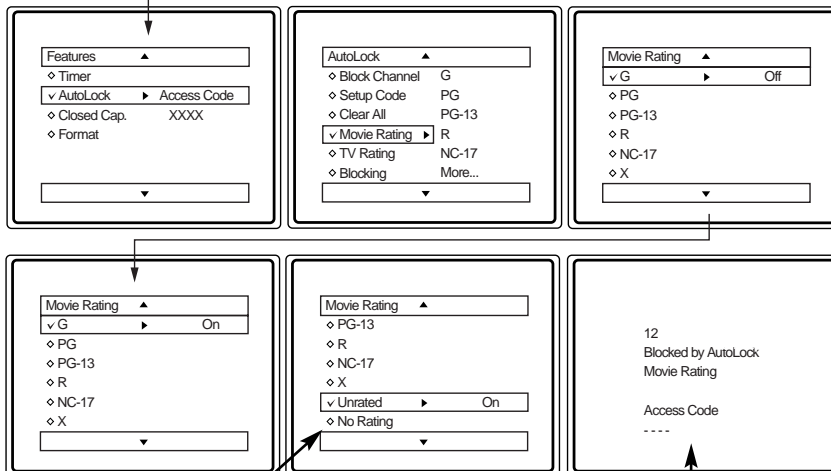 Features
Timer
AutoLock Access Code
Closed Cap. XXXX
Format
AutoLock
Block Channel G
Setup Code PG
Clear All PG-13
Movie Rating R
TV Rating NC-17
Blocking More...
Movie Rating
G Off
PG
PG-13
R
NC-17
X
Movie Rating
G On
PG
PG-13
R
NC-17
X
Movie Rating
PG-13
R
NC-17
X
Unrated On
No Rating
12
Blocked by AutoLock
Movie Rating
Access Code
- - - -